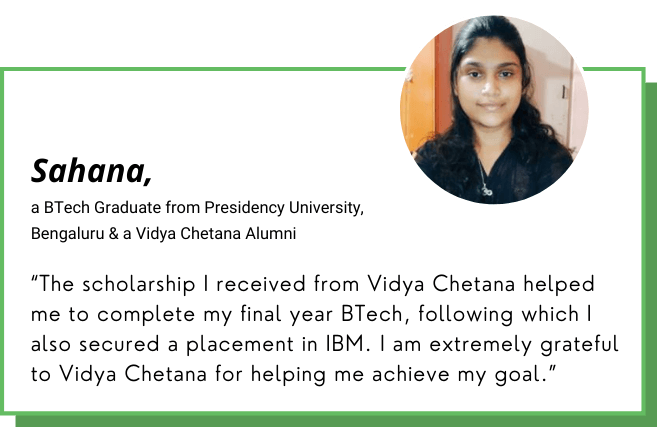 Sahana,
a BTech Graduate from Presidency University,
Bengaluru & a Vidya Chetana Alumni
“The scholarship I received from Vidya Chetana helped
me to complete my final year BTech, following which I
also secured a placement in IBM. I am extremely grateful
to Vidya Chetana for helping me achieve my goal.”